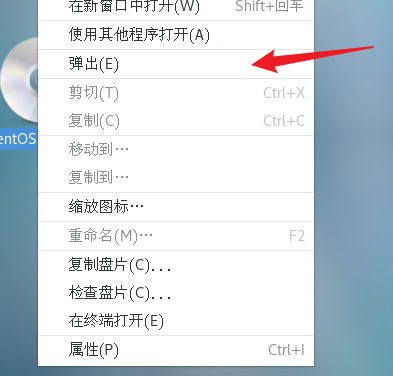 在新窗口中打开(W) Shift+回车
使用其他程序打开(A)
弹出(E)
剪切(T) Ctrl+X
复制(C) Ctrl+C
entOS
移动到…
复制到…
缩放图标…
重命名(M)… F2
复制盘片(C)...
检查盘片(C)...
在终端打开(E)
属性(P) Ctrl+I